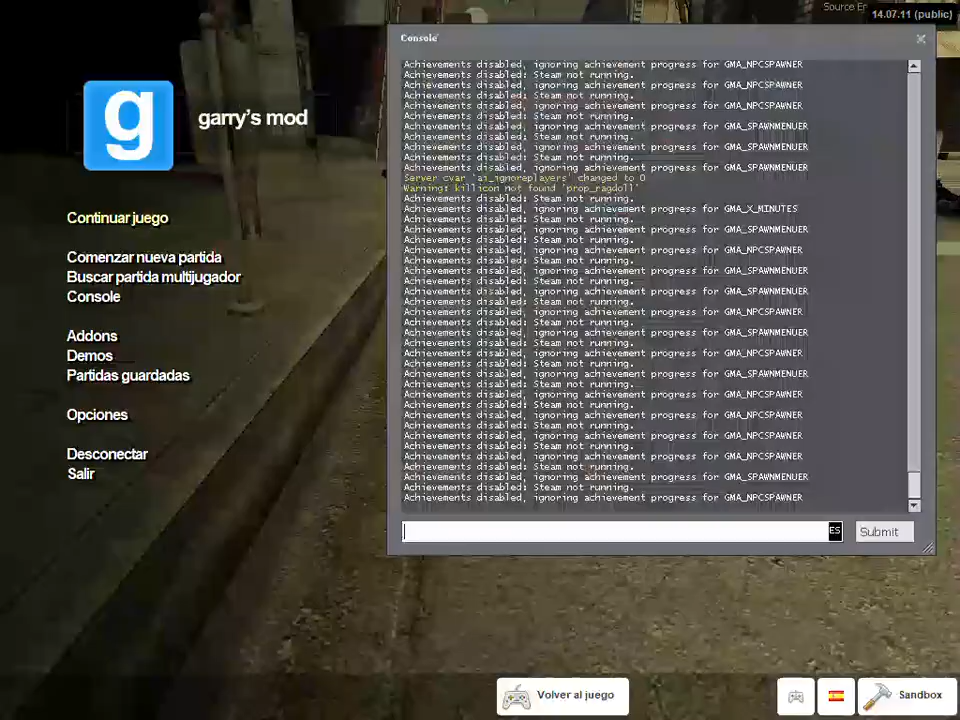 Source En
14.07.11 (public)
Console
g
garry's mod
Continuar juego
Comenzar nueva partida
Buscar partida multijugador
Console
Addons
Demos
Partidas guardadas
Opciones
Desconectar
Salir
Achievements disabled, ignoring achievement progress for GMA_NPCSPAWNER
Achievements disabled: Steam not running.
Achievements disabled, ignoring achievement progress for GMA_NPCSPAWNER
Achievements disabled: Steam not running.
Achievements disabled, ignoring achievement progress for GMA_NPCSPAWNER
Achievements disabled: Steam not running.
Achievements disabled, ignoring achievement progress for GMA_SPAWNMENUER
Achievements disabled: Steam not running.
Achievements disabled, ignoring achievement progress for GMA_SPAWNMENUER
Achievements disabled: Steam not running.
Achievements disabled, ignoring achievement progress for GMA_SPAWNMENUER
Server cvar 'ai_ignoreplayers' changed to 0
Warning: killicon not found 'prop_ragdoll'
Achievements disabled: Steam not running.
Achievements disabled, ignoring achievement progress for GMA_X_MINUTES
Achievements disabled: Steam not running.
Achievements disabled, ignoring achievement progress for GMA_SPAWNMENUER
Achievements disabled: Steam not running.
Achievements disabled, ignoring achievement progress for GMA_NPCSPAWNER
Achievements disabled: Steam not running.
Achievements disabled, ignoring achievement progress for GMA_SPAWNMENUER
Achievements disabled: Steam not running.
Achievements disabled, ignoring achievement progress for GMA_SPAWNMENUER
Achievements disabled: Steam not running.
Achievements disabled, ignoring achievement progress for GMA_NPCSPAWNER
Achievements disabled: Steam not running.
Achievements disabled, ignoring achievement progress for GMA_SPAWNMENUER
Achievements disabled: Steam not running.
Achievements disabled, ignoring achievement progress for GMA_NPCSPAWNER
Achievements disabled: Steam not running.
Achievements disabled, ignoring achievement progress for GMA_SPAWNMENUER
Achievements disabled: Steam not running.
Achievements disabled, ignoring achievement progress for GMA_NPCSPAWNER
Achievements disabled: Steam not running.
Achievements disabled, ignoring achievement progress for GMA_NPCSPAWNER
Achievements disabled: Steam not running.
Achievements disabled, ignoring achievement progress for GMA_NPCSPAWNER
Achievements disabled: Steam not running.
Achievements disabled, ignoring achievement progress for GMA_NPCSPAWNER
Achievements disabled: Steam not running.
Achievements disabled, ignoring achievement progress for GMA_SPAWNMENUER
Achievements disabled: Steam not running.
Achievements disabled, ignoring achievement progress for GMA_NPCSPAWNER
ES
Submit
Volver al juego
Sandbox